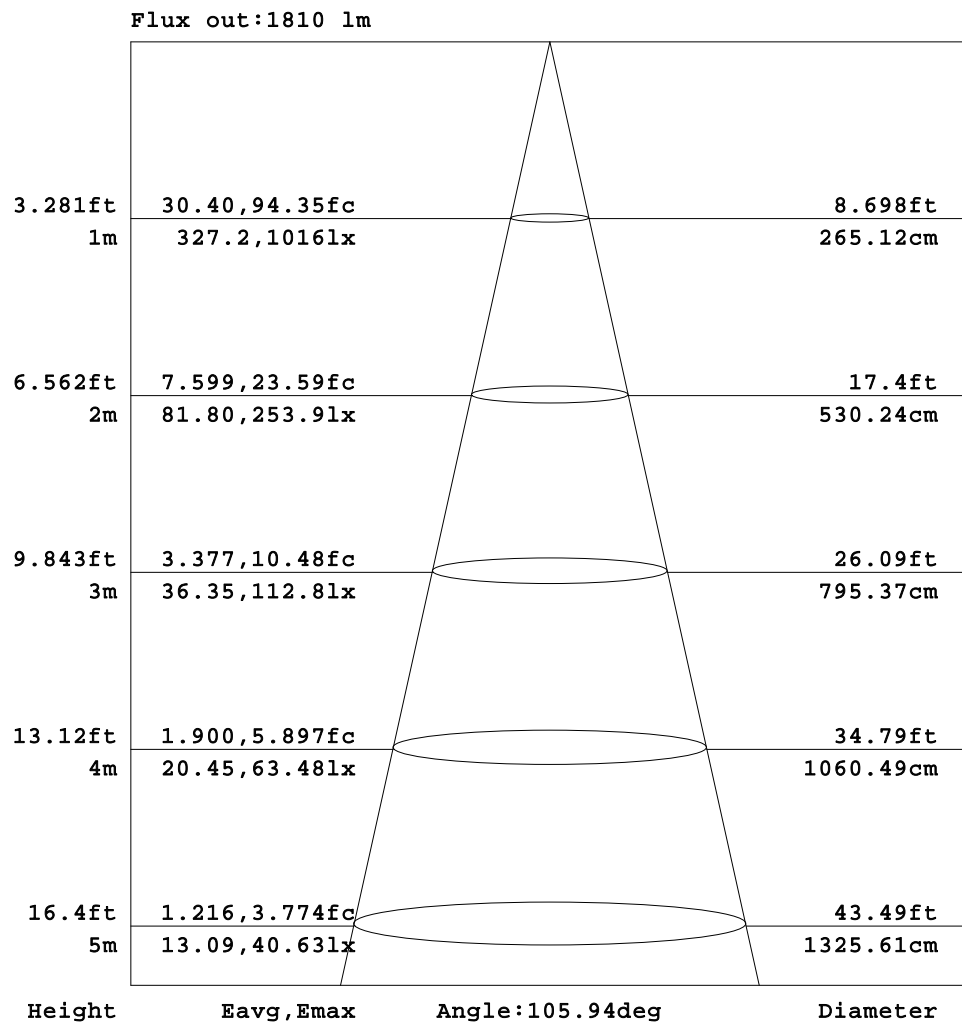 Flux out:1810 lm
3.281ft 30.40,94.35fc 8.698ft
1m 327.2,1016lx 265.12cm
6.562ft 7.599,23.59fc 17.4ft
2m 81.80,253.9lx 530.24cm
9.843ft 3.377,10.48fc 26.09ft
3m 36.35,112.8lx 795.37cm
13.12ft 1.900,5.897fc 34.79ft
4m 20.45,63.48lx 1060.49cm
16.4ft 1.216,3.774fc 43.49ft
5m 13.09,40.63lx 1325.61cm
Height Eavg,Emax Angle:105.94deg Diameter